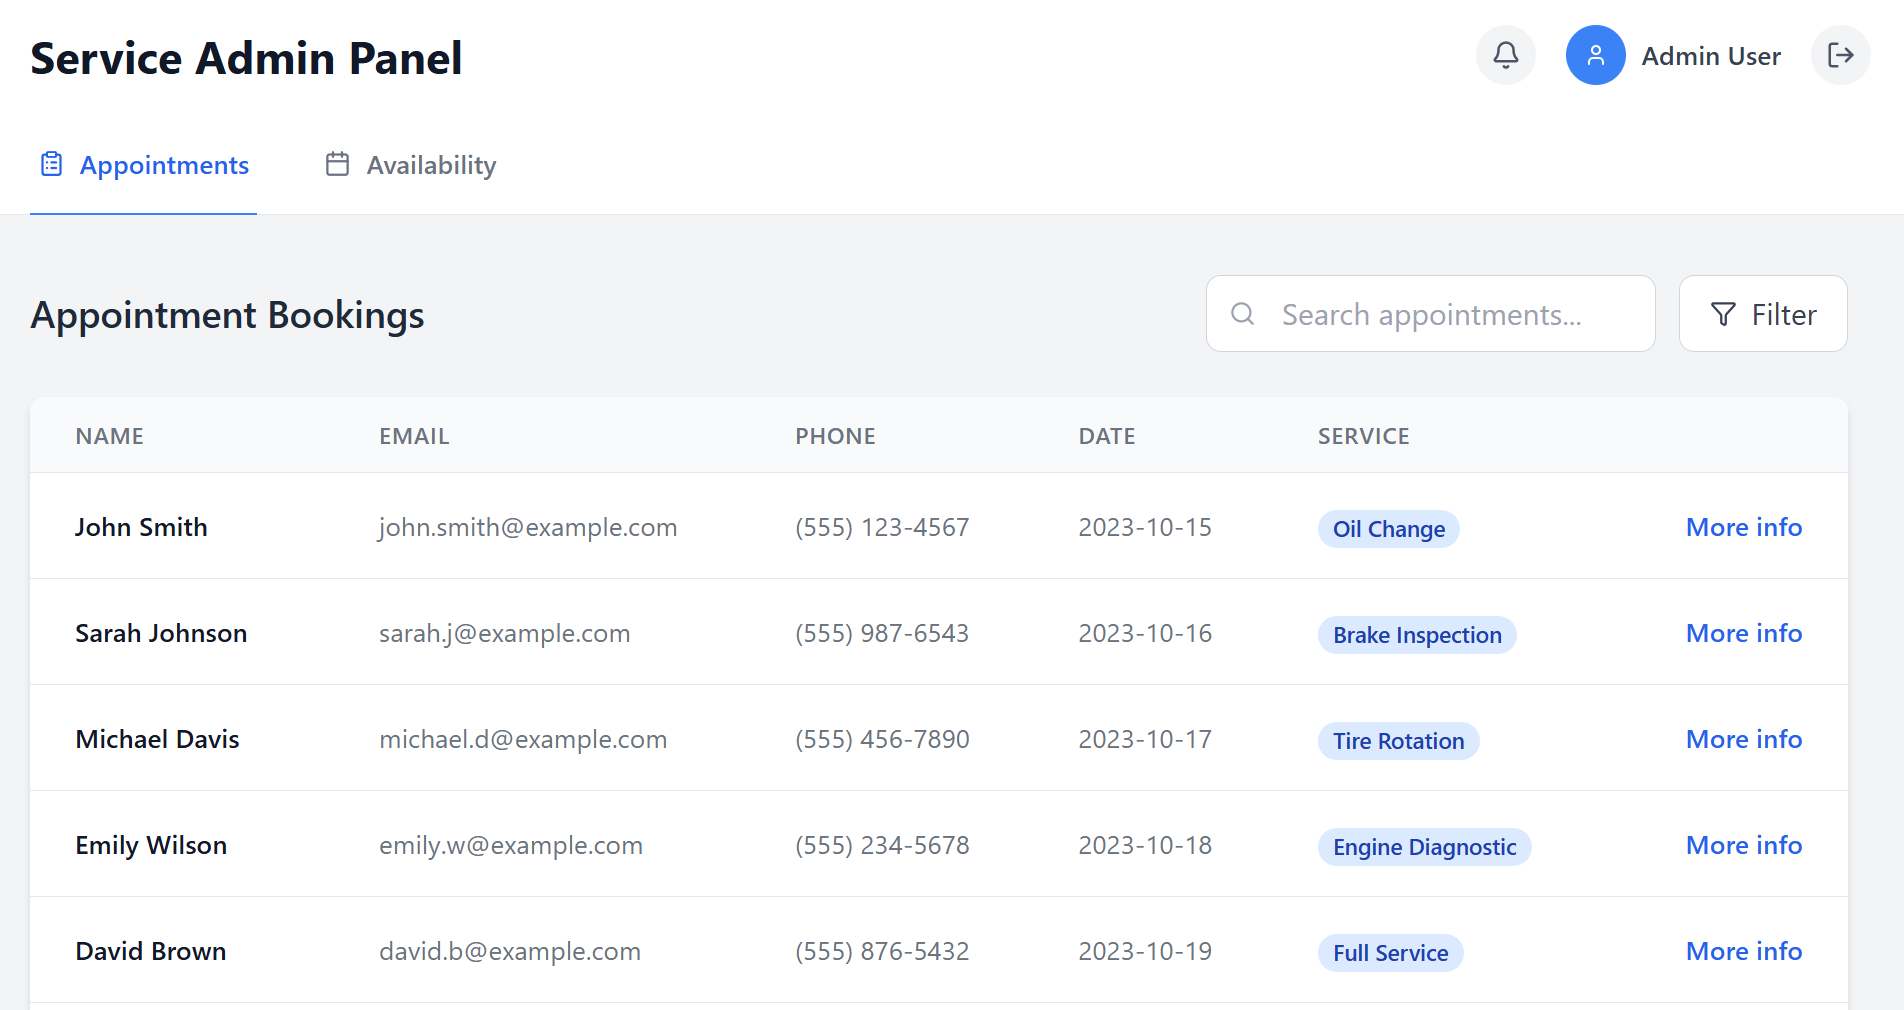 Service Admin Panel
Admin User
Appointments Availability
Appointment Bookings
Search appointments...
Filter
NAME EMAIL PHONE DATE SERVICE
John Smith john.smith@example.com (555) 123-4567 2023-10-15 Oil Change More info
Sarah Johnson sarah.j@example.com (555) 987-6543 2023-10-16 Brake Inspection More info
Michael Davis michael.d@example.com (555) 456-7890 2023-10-17 Tire Rotation More info
Emily Wilson emily.w@example.com (555) 234-5678 2023-10-18 Engine Diagnostic More info
David Brown david.b@example.com (555) 876-5432 2023-10-19 Full Service More info